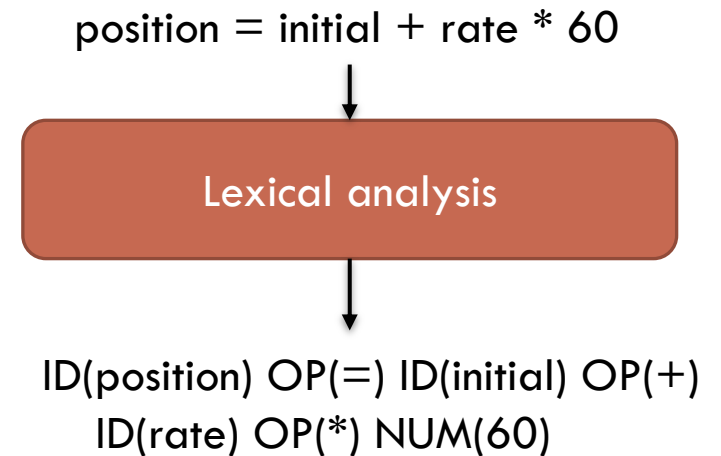 position = initial + rate * 60
Lexical analysis
ID(position) OP(=) ID(initial) OP(+)
ID(rate) OP(*) NUM(60)